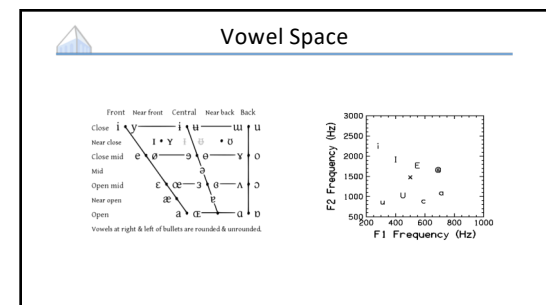 Vowel Space
Front Near front Central Near back Back
Close i y ɨ ʉ ɯ u
Near close ɪ ʏ ɪ̈ ʊ̈ ʊ
Close mid e ø ɘ ɵ ɤ o
Mid ə
Open mid ɛ œ ɜ ɞ ʌ ɔ
Near open æ ɐ
Open a ɶ ɑ ɒ
Vowels at right & left of bullets are rounded & unrounded.
F2 Frequency (Hz)
3000
2500
2000
1500
1000
500
i
I
E
x
U
u
c
a
200 400 600 800 1000
F1 Frequency (Hz)